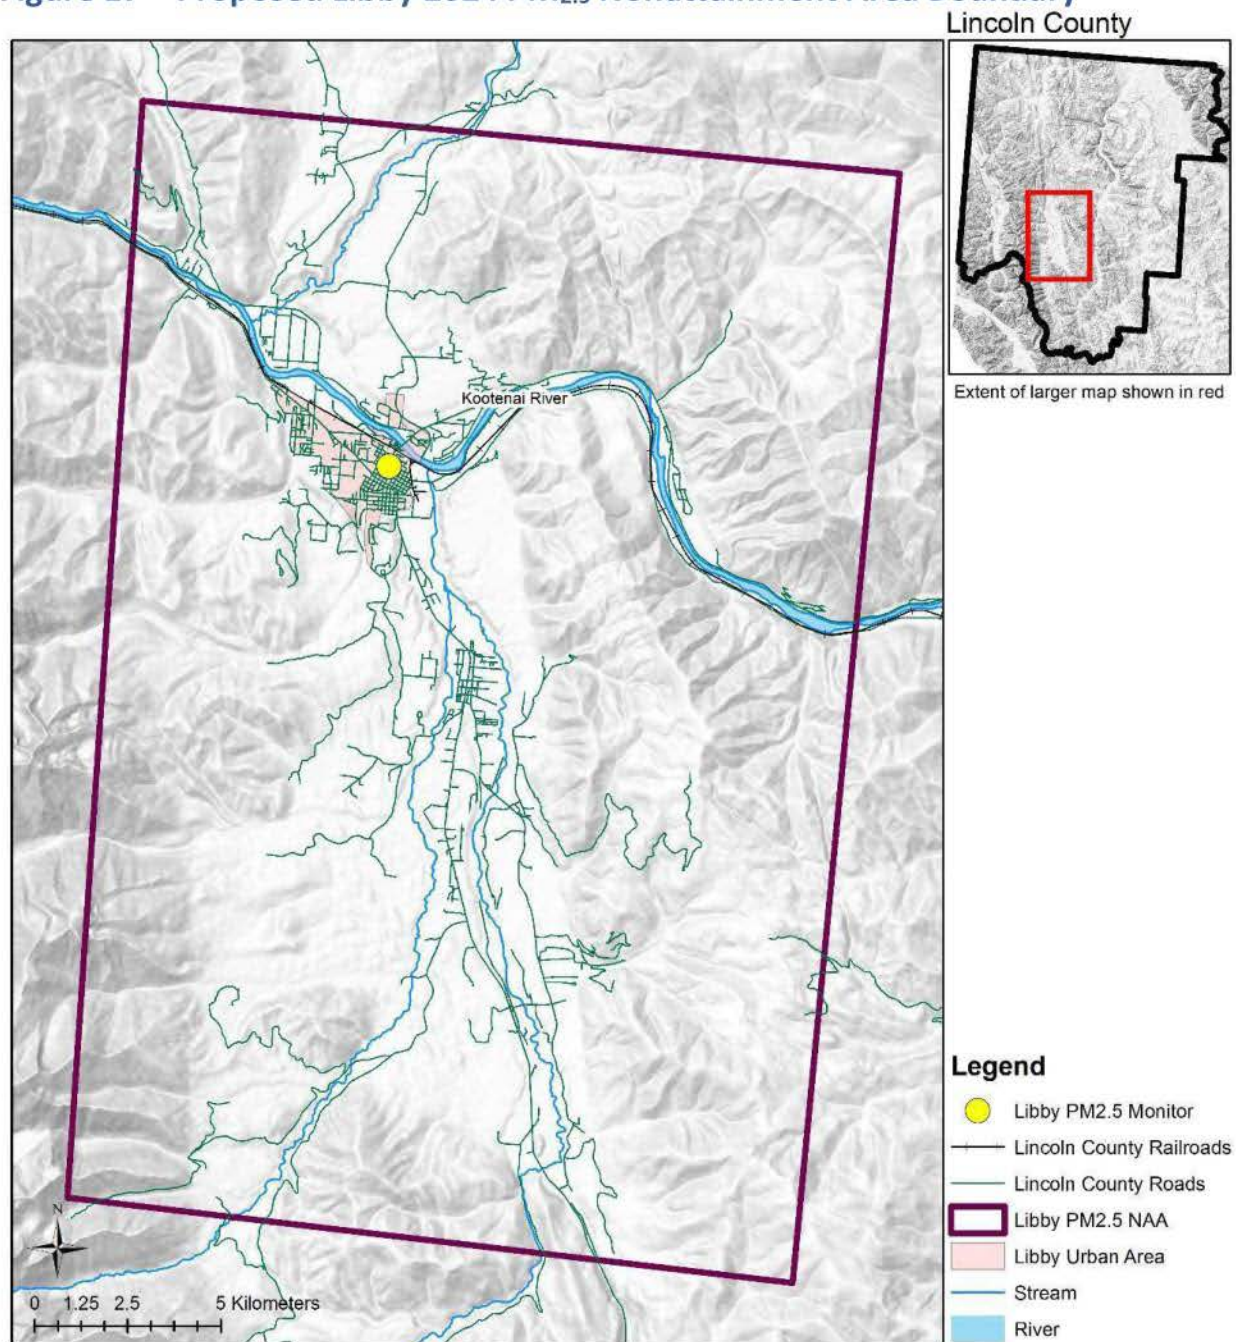 Lincoln County
Kootenai River
Extent of larger map shown in red
Legend
Libby PM2.5 Monitor
Lincoln County Railroads
Lincoln County Roads
Libby PM2.5 NAA
Libby Urban Area
Stream
River
N
0 1.25 2.5 5 Kilometers